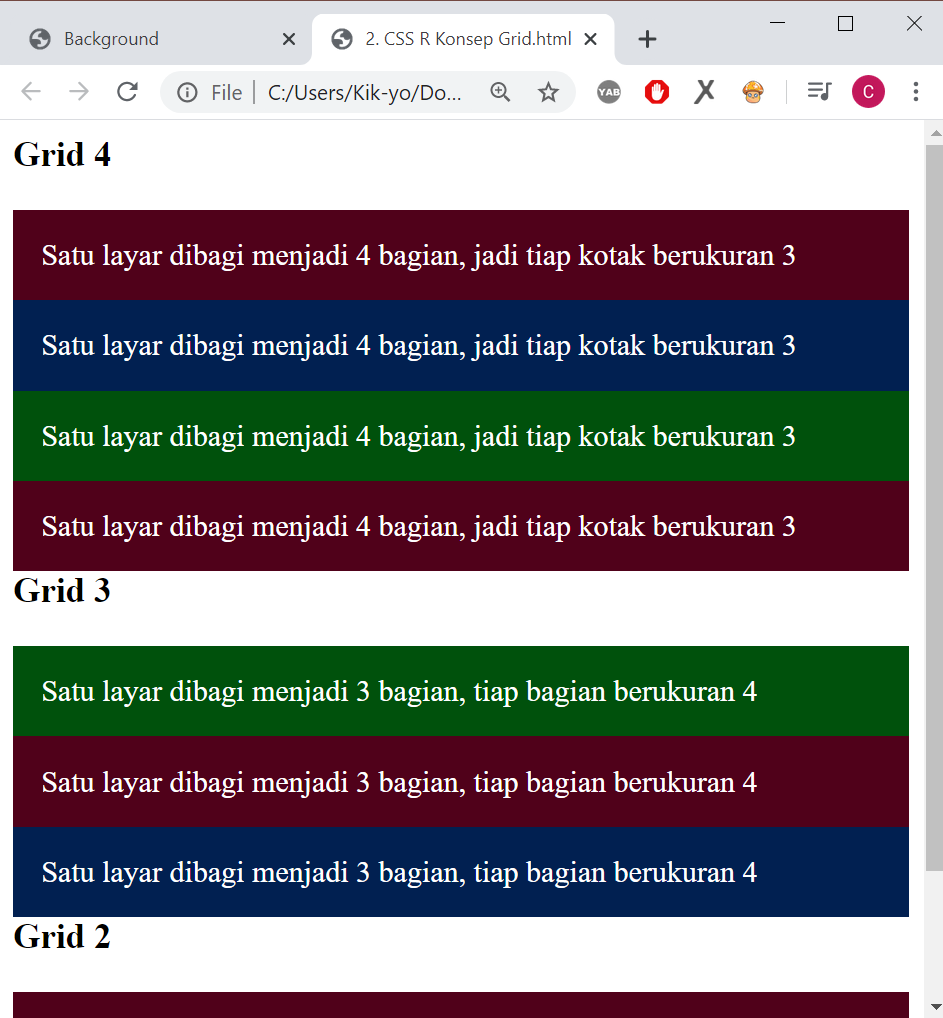 Background
2. CSS R Konsep Grid.html
File
C:/Users/Kik-yo/Do...
YAB
C
Grid 4
Satu layar dibagi menjadi 4 bagian, jadi tiap kotak berukuran 3
Satu layar dibagi menjadi 4 bagian, jadi tiap kotak berukuran 3
Satu layar dibagi menjadi 4 bagian, jadi tiap kotak berukuran 3
Satu layar dibagi menjadi 4 bagian, jadi tiap kotak berukuran 3
Grid 3
Satu layar dibagi menjadi 3 bagian, tiap bagian berukuran 4
Satu layar dibagi menjadi 3 bagian, tiap bagian berukuran 4
Satu layar dibagi menjadi 3 bagian, tiap bagian berukuran 4
Grid 2